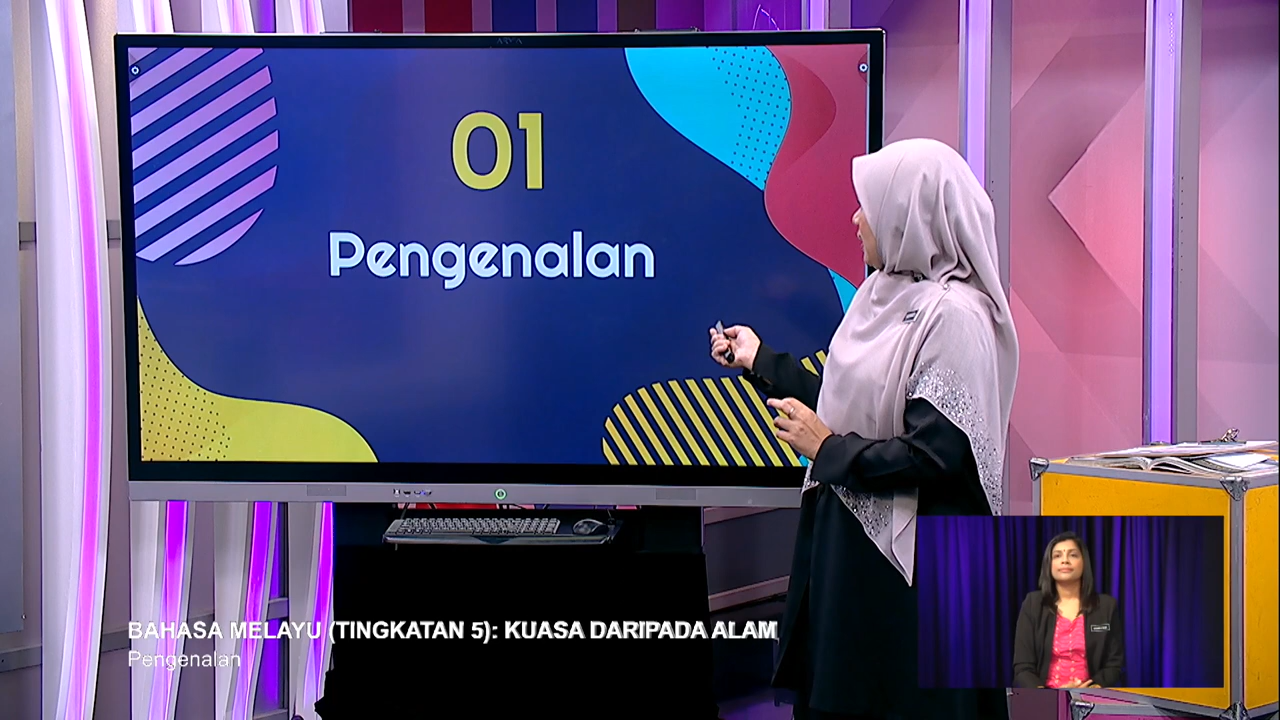 01
Pengenalan
BAHASA MELAYU (TINGKATAN 5): KUASA DARIPADA ALAM
Pengenalan